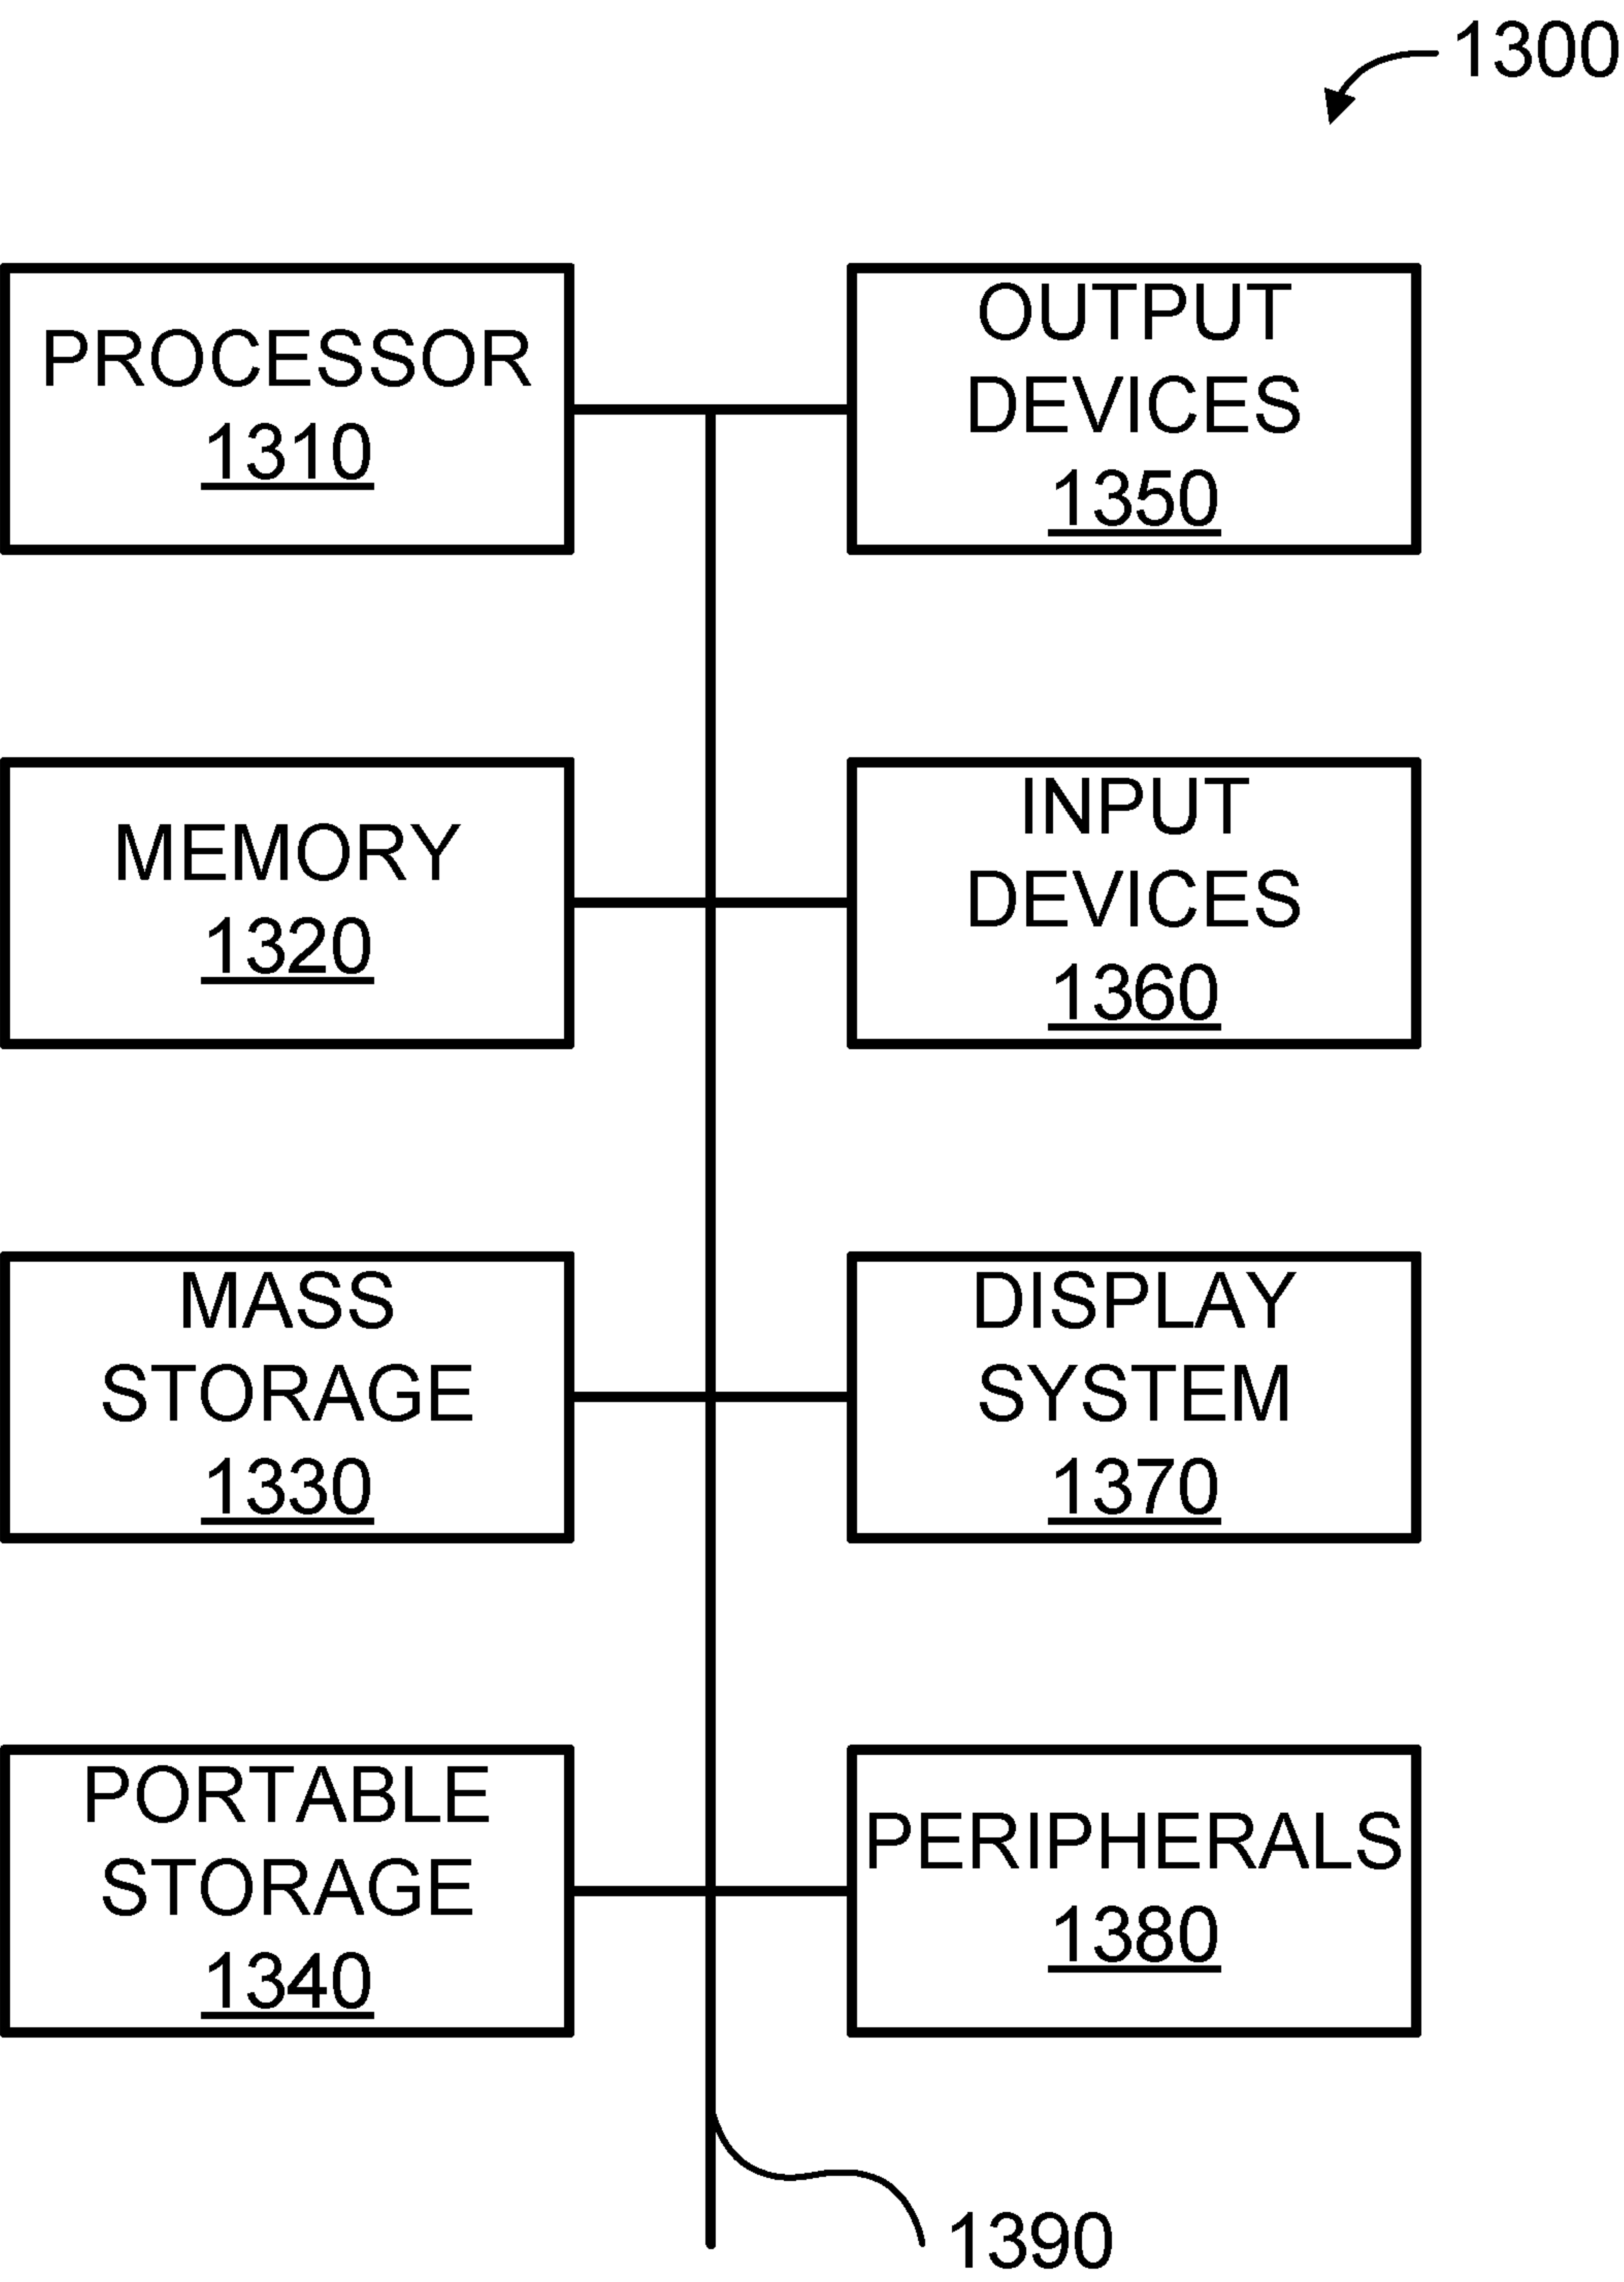 1300
PROCESSOR
1310
OUTPUT
DEVICES
1350
MEMORY
1320
INPUT
DEVICES
1360
MASS
STORAGE
1330
DISPLAY
SYSTEM
1370
PORTABLE
STORAGE
1340
PERIPHERALS
1380
1390